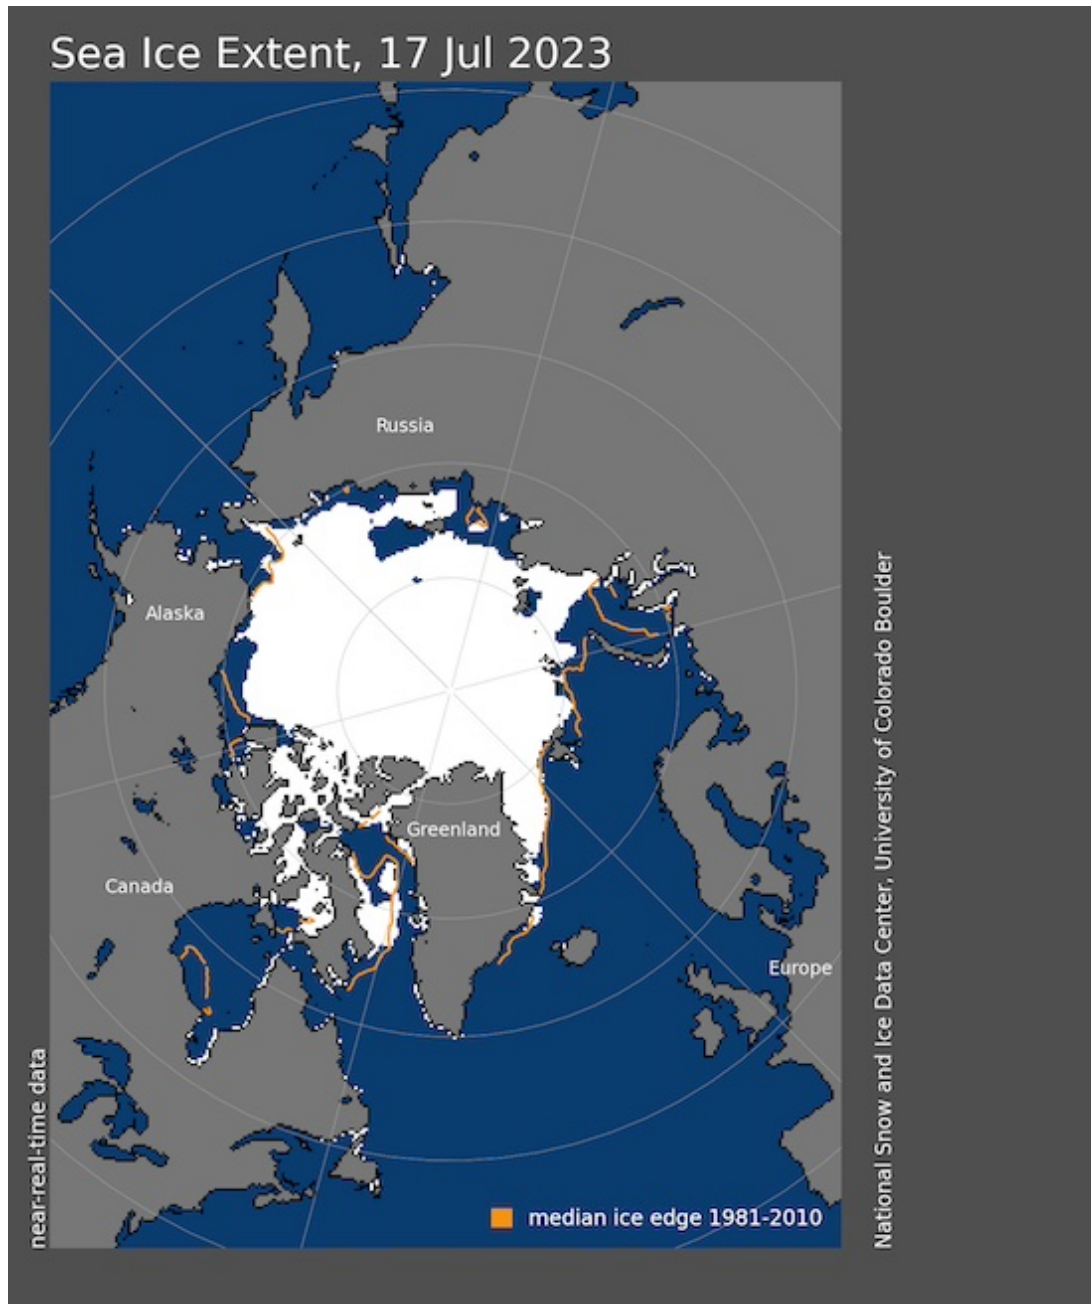 Sea Ice Extent, 17 Jul 2023
Russia
Alaska
Greenland
Canada
Europe
near-real-time data
median ice edge 1981-2010
National Snow and Ice Data Center, University of Colorado Boulder